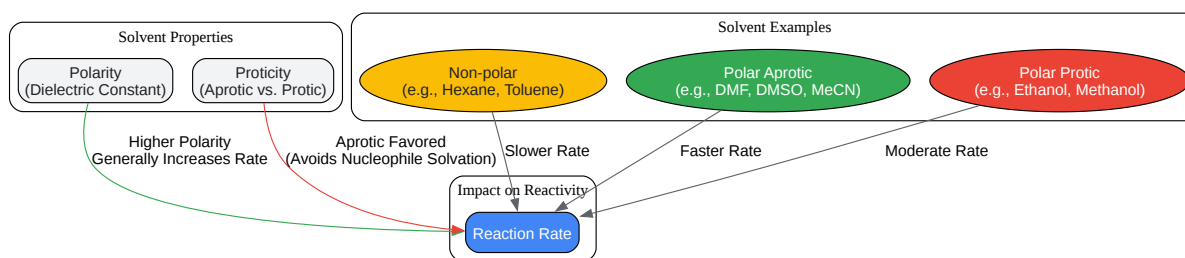 Solvent Properties
Polarity
(Dielectric Constant)
Proticity
(Aprotic vs. Protic)
Solvent Examples
Non-polar
(e.g., Hexane, Toluene)
Polar Aprotic
(e.g., DMF, DMSO, MeCN)
Polar Protic
(e.g., Ethanol, Methanol)
Higher Polarity
Generally Increases Rate
Aprotic Favored
(Avoids Nucleophile Solvation)
Slower Rate
Faster Rate
Moderate Rate
Impact on Reactivity
Reaction Rate